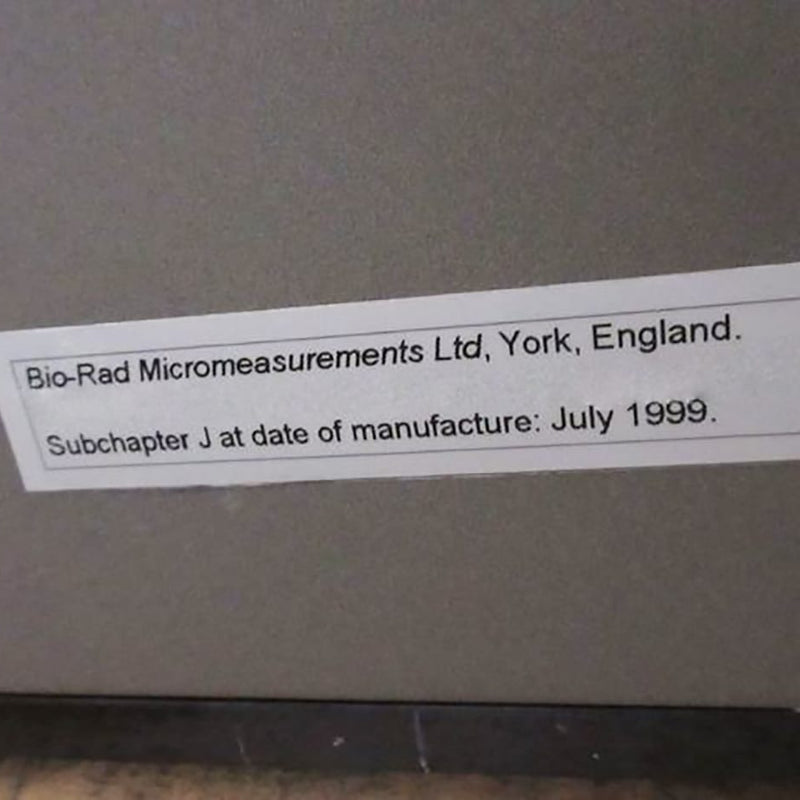 Bio-Rad Micromeasurements Ltd, York, England.
Subchapter J at date of manufacture: July 1999.